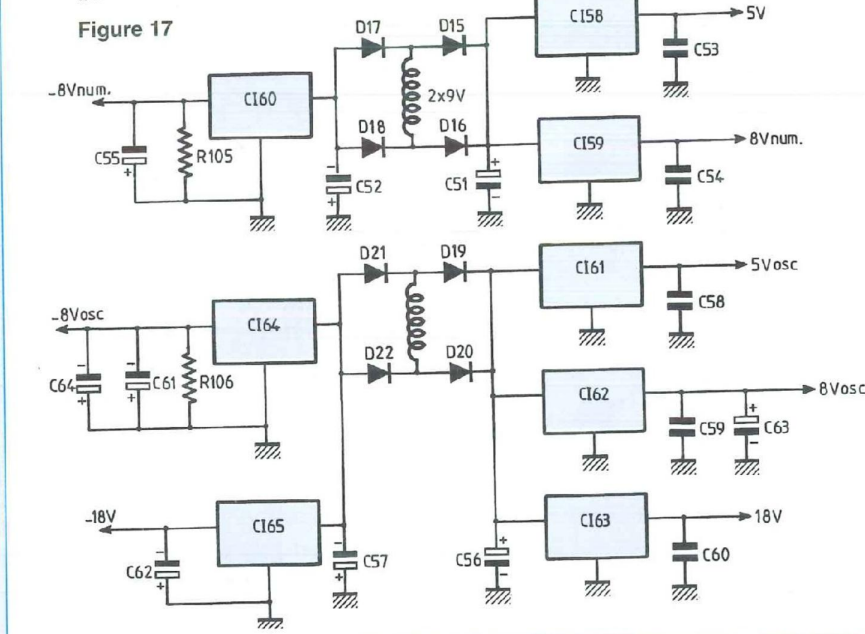 Figure 17
D17
D15
CI58
5V
C53
-8Vnum.
CI60
2x9V
C55
+
R105
D18
D16
CI59
8Vnum.
C54
-
C52
+
+
C51
-
D21
D19
CI61
5Vosc
C58
-8Vosc
CI64
D22
D20
CI62
8Vosc
-
C64
+
-
C61
+
R106
C59
+
C63
-
-18V
CI65
CI63
18V
-
C62
+
-
C57
+
+
C56
-
C60